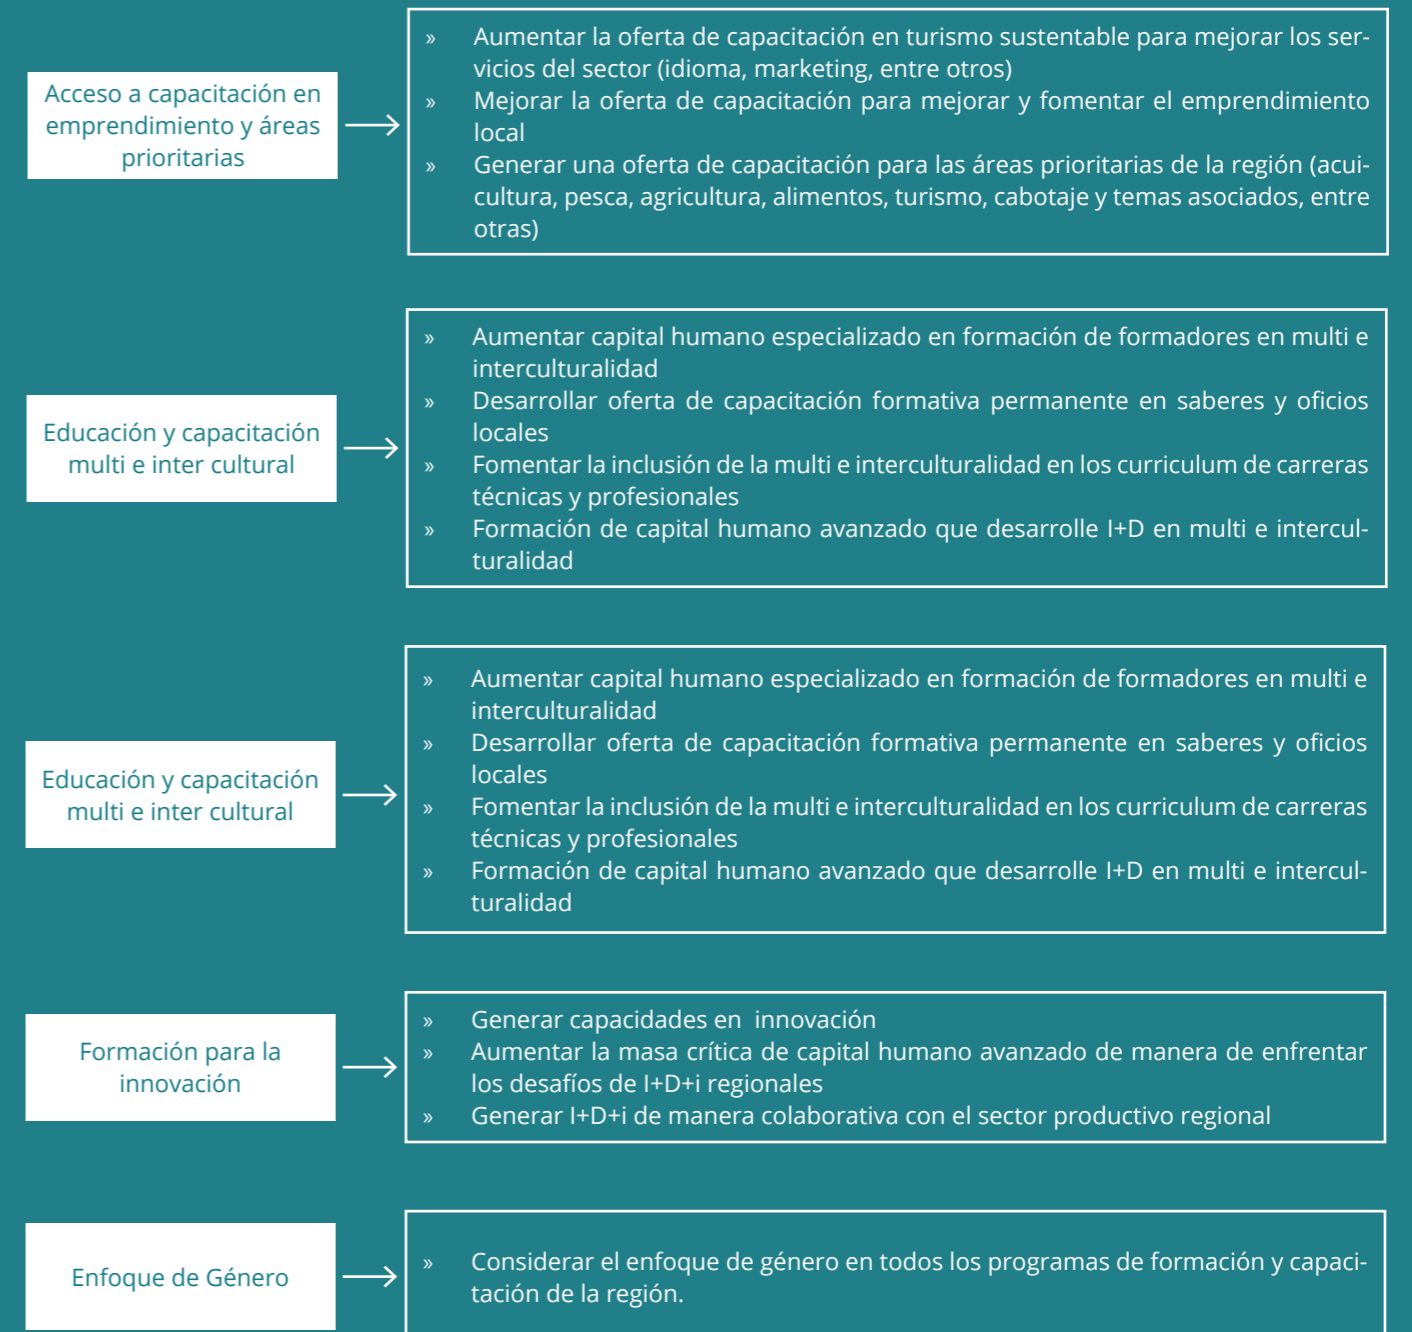 Acceso a capacitación en
emprendimiento y áreas
prioritarias
» Aumentar la oferta de capacitación en turismo sustentable para mejorar los ser-
vicios del sector (idioma, marketing, entre otros)
» Mejorar la oferta de capacitación para mejorar y fomentar el emprendimiento
local
» Generar una oferta de capacitación para las áreas prioritarias de la región (acui-
cultura, pesca, agricultura, alimentos, turismo, cabotaje y temas asociados, entre
otras)
Educación y capacitación
multi e inter cultural
» Aumentar capital humano especializado en formación de formadores en multi e
interculturalidad
» Desarrollar oferta de capacitación formativa permanente en saberes y oficios
locales
» Fomentar la inclusión de la multi e interculturalidad en los curriculum de carreras
técnicas y profesionales
» Formación de capital humano avanzado que desarrolle I+D en multi e intercul-
turalidad
Educación y capacitación
multi e inter cultural
» Aumentar capital humano especializado en formación de formadores en multi e
interculturalidad
» Desarrollar oferta de capacitación formativa permanente en saberes y oficios
locales
» Fomentar la inclusión de la multi e interculturalidad en los curriculum de carreras
técnicas y profesionales
» Formación de capital humano avanzado que desarrolle I+D en multi e intercul-
turalidad
Formación para la
innovación
» Generar capacidades en  innovación
» Aumentar la masa crítica de capital humano avanzado de manera de enfrentar
los desafíos de I+D+i regionales
» Generar I+D+i de manera colaborativa con el sector productivo regional
Enfoque de Género
» Considerar el enfoque de género en todos los programas de formación y capaci-
tación de la región.